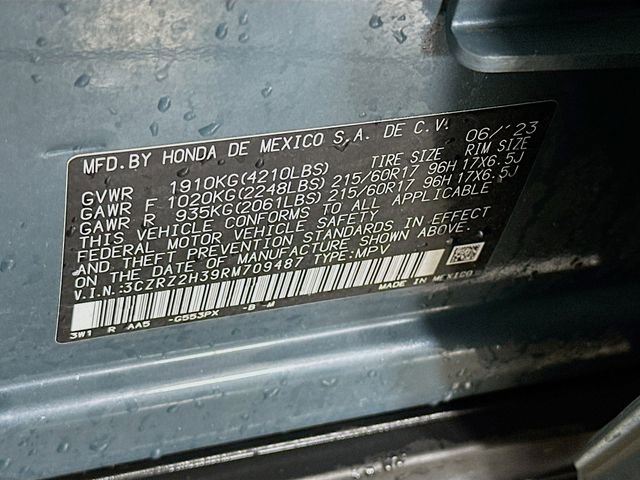 MFD.BY HONDA DE MEXICO S.A. DE C.V. 06/'23
TIRE SIZE RIM SIZE
GVWR 1910KG(4210LBS)
GAWR F 1020KG(2248LBS) 215/60R17 96H 17X6.5J
GAWR R 935KG(2061LBS) 215/60R17 96H 17X6.5J
THIS VEHICLE CONFORMS TO ALL APPLICABLE
FEDERAL MOTOR VEHICLE SAFETY
AND THEFT PREVENTION STANDARDS IN EFFECT
ON THE DATE OF MANUFACTURE SHOWN ABOVE.
V.I.N.:3CZRZ2H39RM709487 TYPE:MPV
MADE IN MEXICO
3W1 R AA5 -G553PX -B-M